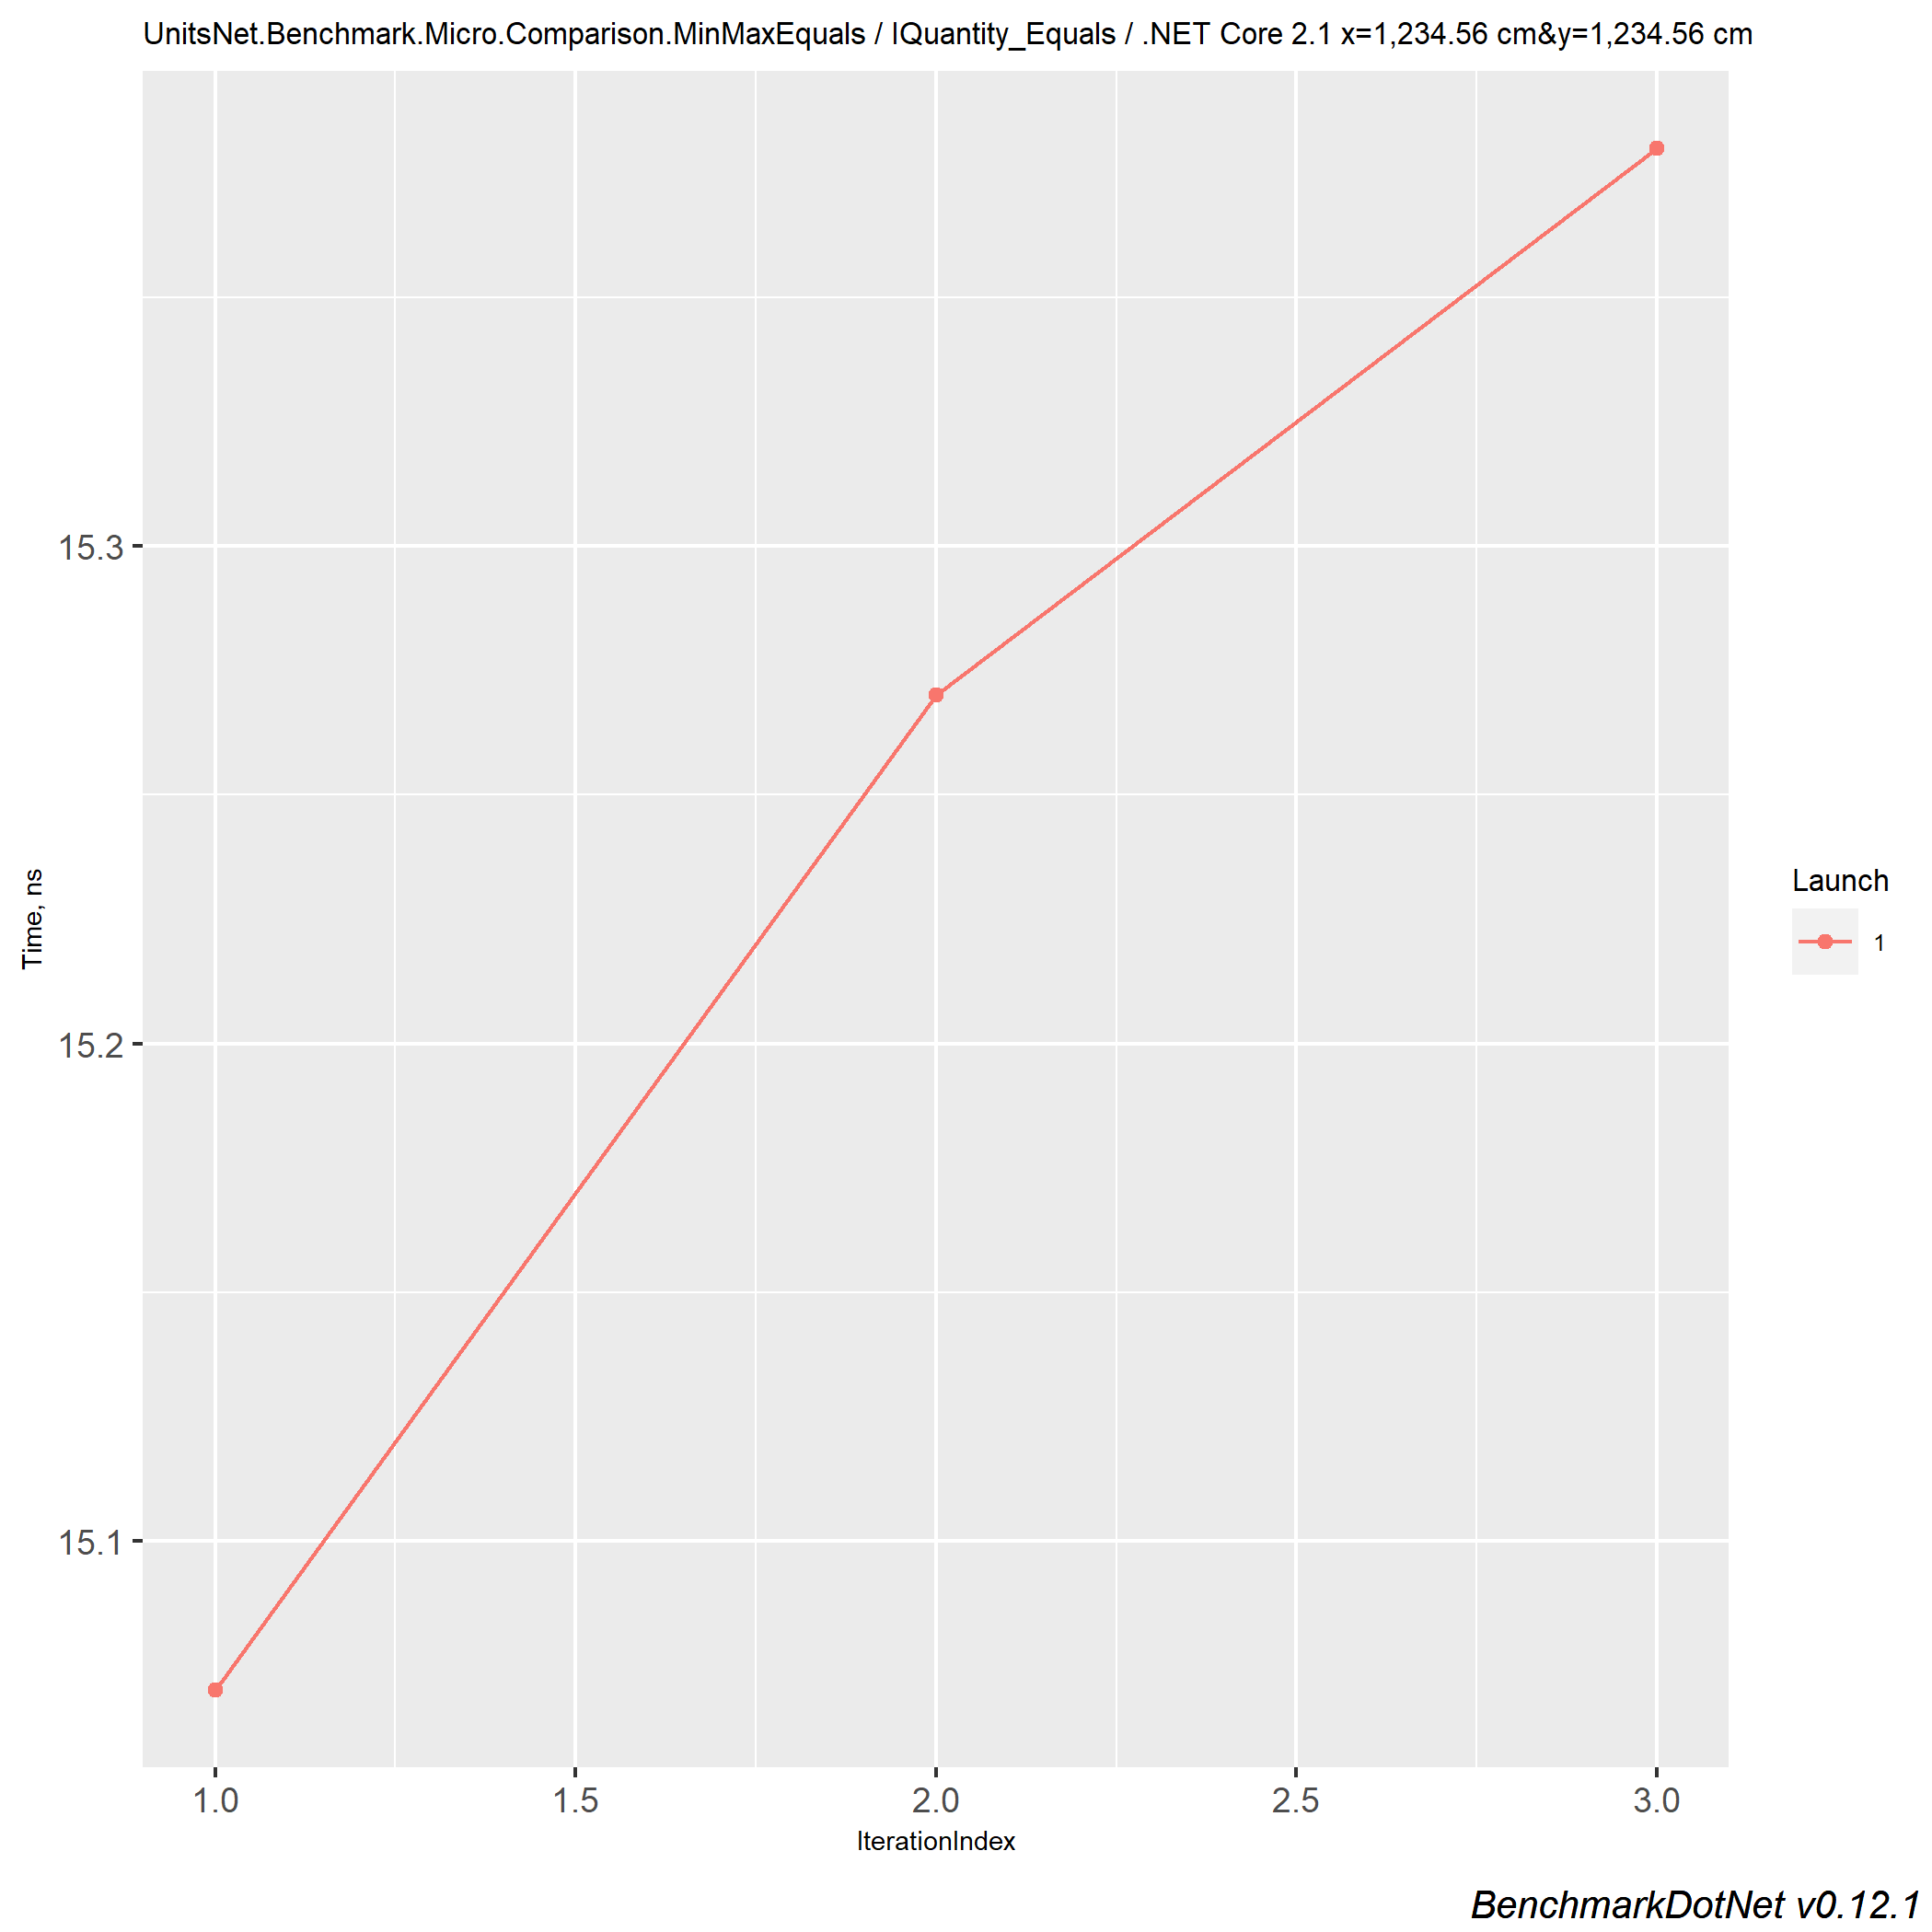 UnitsNet.Benchmark.Micro.Comparison.MinMaxEquals / IQuantity_Equals / .NET Core 2.1 x=1,234.56 cm&y=1,234.56 cm
15.3
15.2
15.1
Time, ns
1.0 1.5 2.0 2.5 3.0
IterationIndex
Launch
1
BenchmarkDotNet v0.12.1